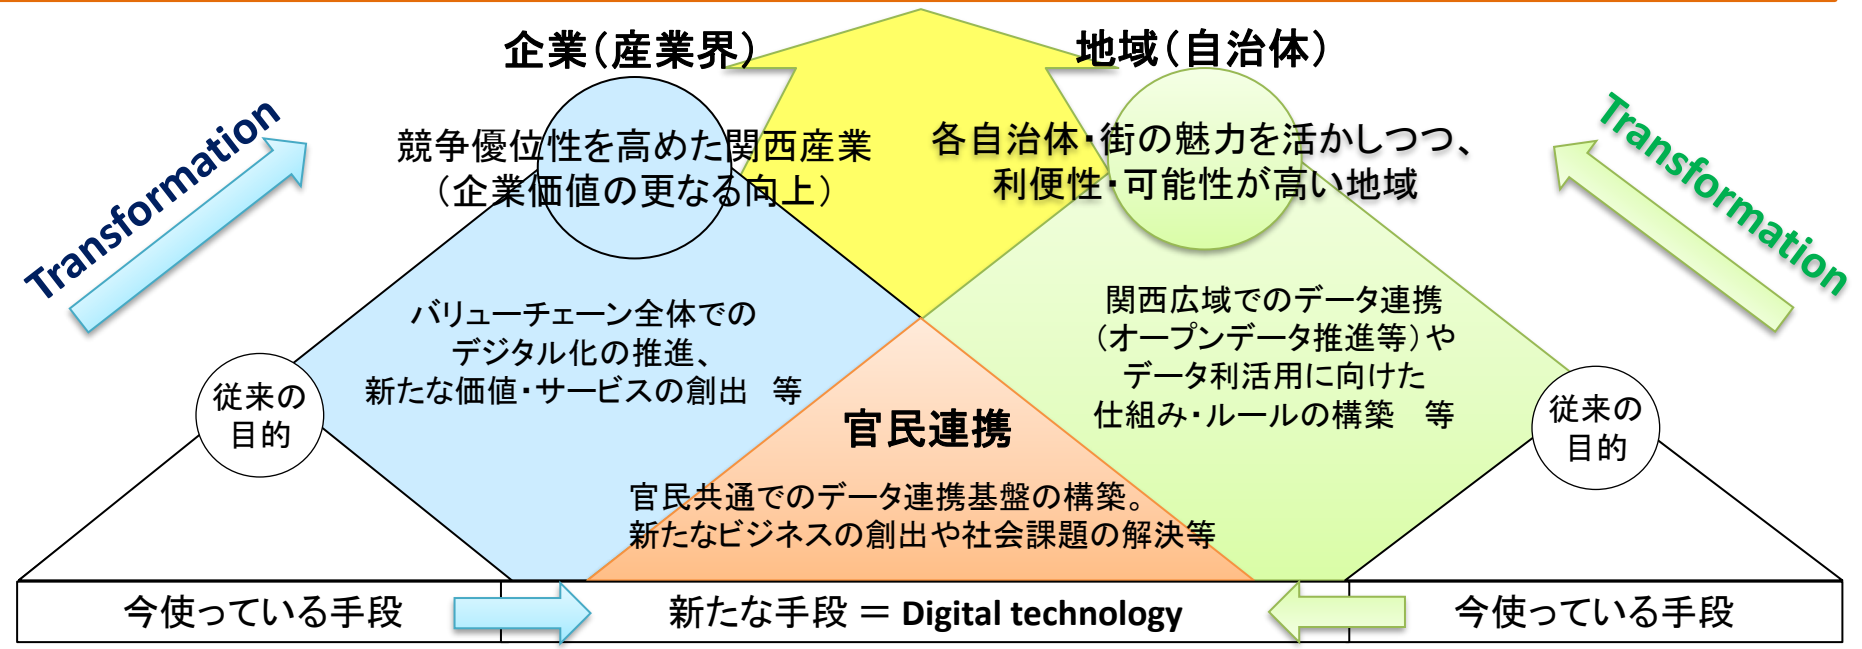 企業（産業界）
地域（自治体）
Transformation
競争優位性を高めた関西産業
（企業価値の更なる向上）
各自治体・街の魅力を活かしつつ、
利便性・可能性が高い地域
Transformation
バリューチェーン全体での
デジタル化の推進、
新たな価値・サービスの創出　等
関西広域でのデータ連携
（オープンデータ推進等）や
データ利活用に向けた
仕組み・ルールの構築　等
従来の
目的
官民連携
従来の
目的
官民共通でのデータ連携基盤の構築。
新たなビジネスの創出や社会課題の解決等
今使っている手段
新たな手段 ＝ Digital technology
今使っている手段